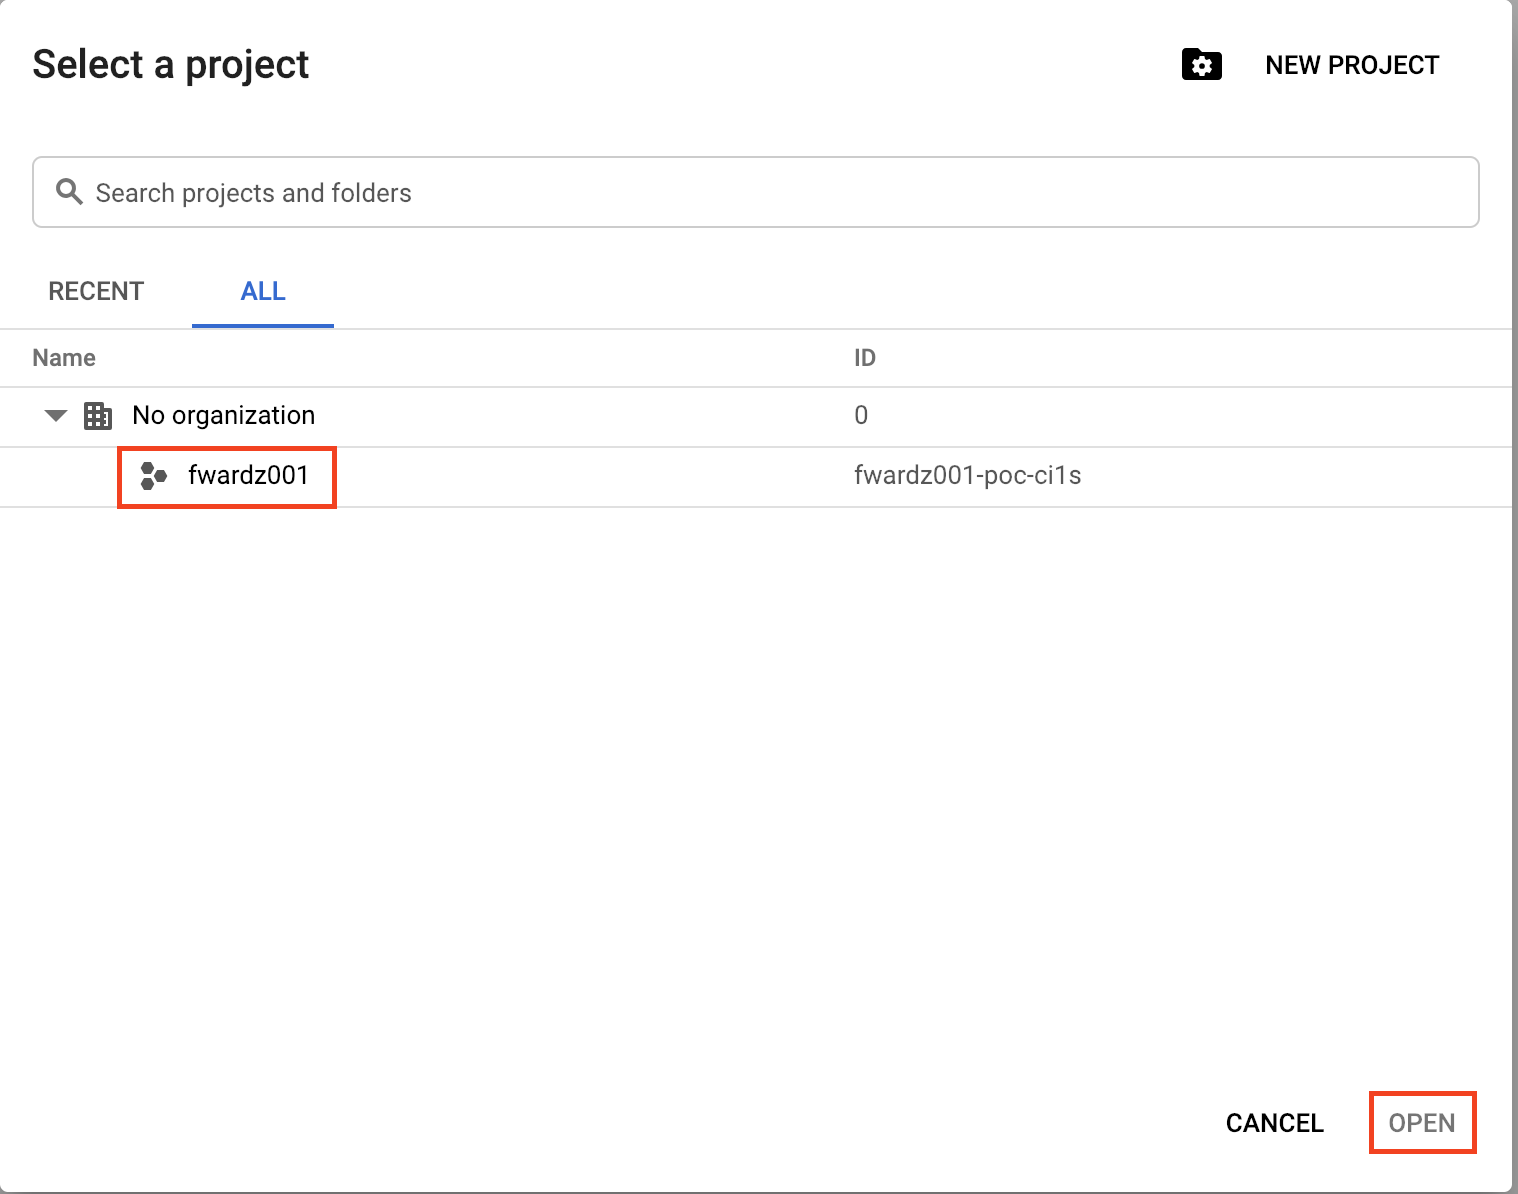 Select a project
NEW PROJECT
Search projects and folders
RECENT ALL
Name ID
No organization 0
fwardz001 fwardz001-poc-ci1s
CANCEL OPEN